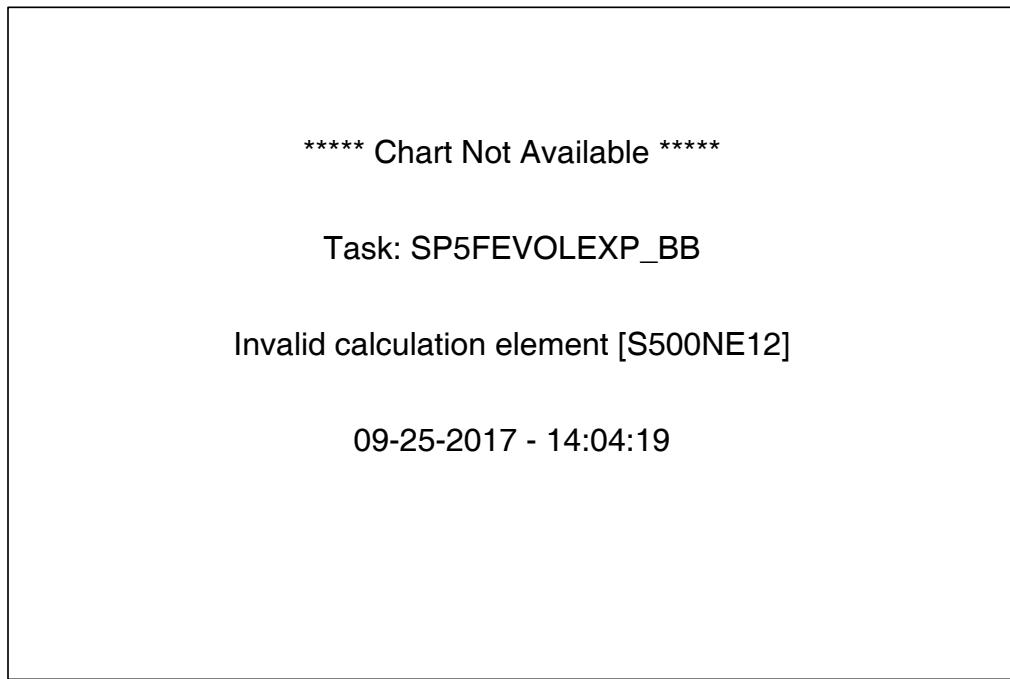 ***** Chart Not Available *****
Task: SP5FEVOLEXP_BB
Invalid calculation element [S500NE12]
09-25-2017 - 14:04:19